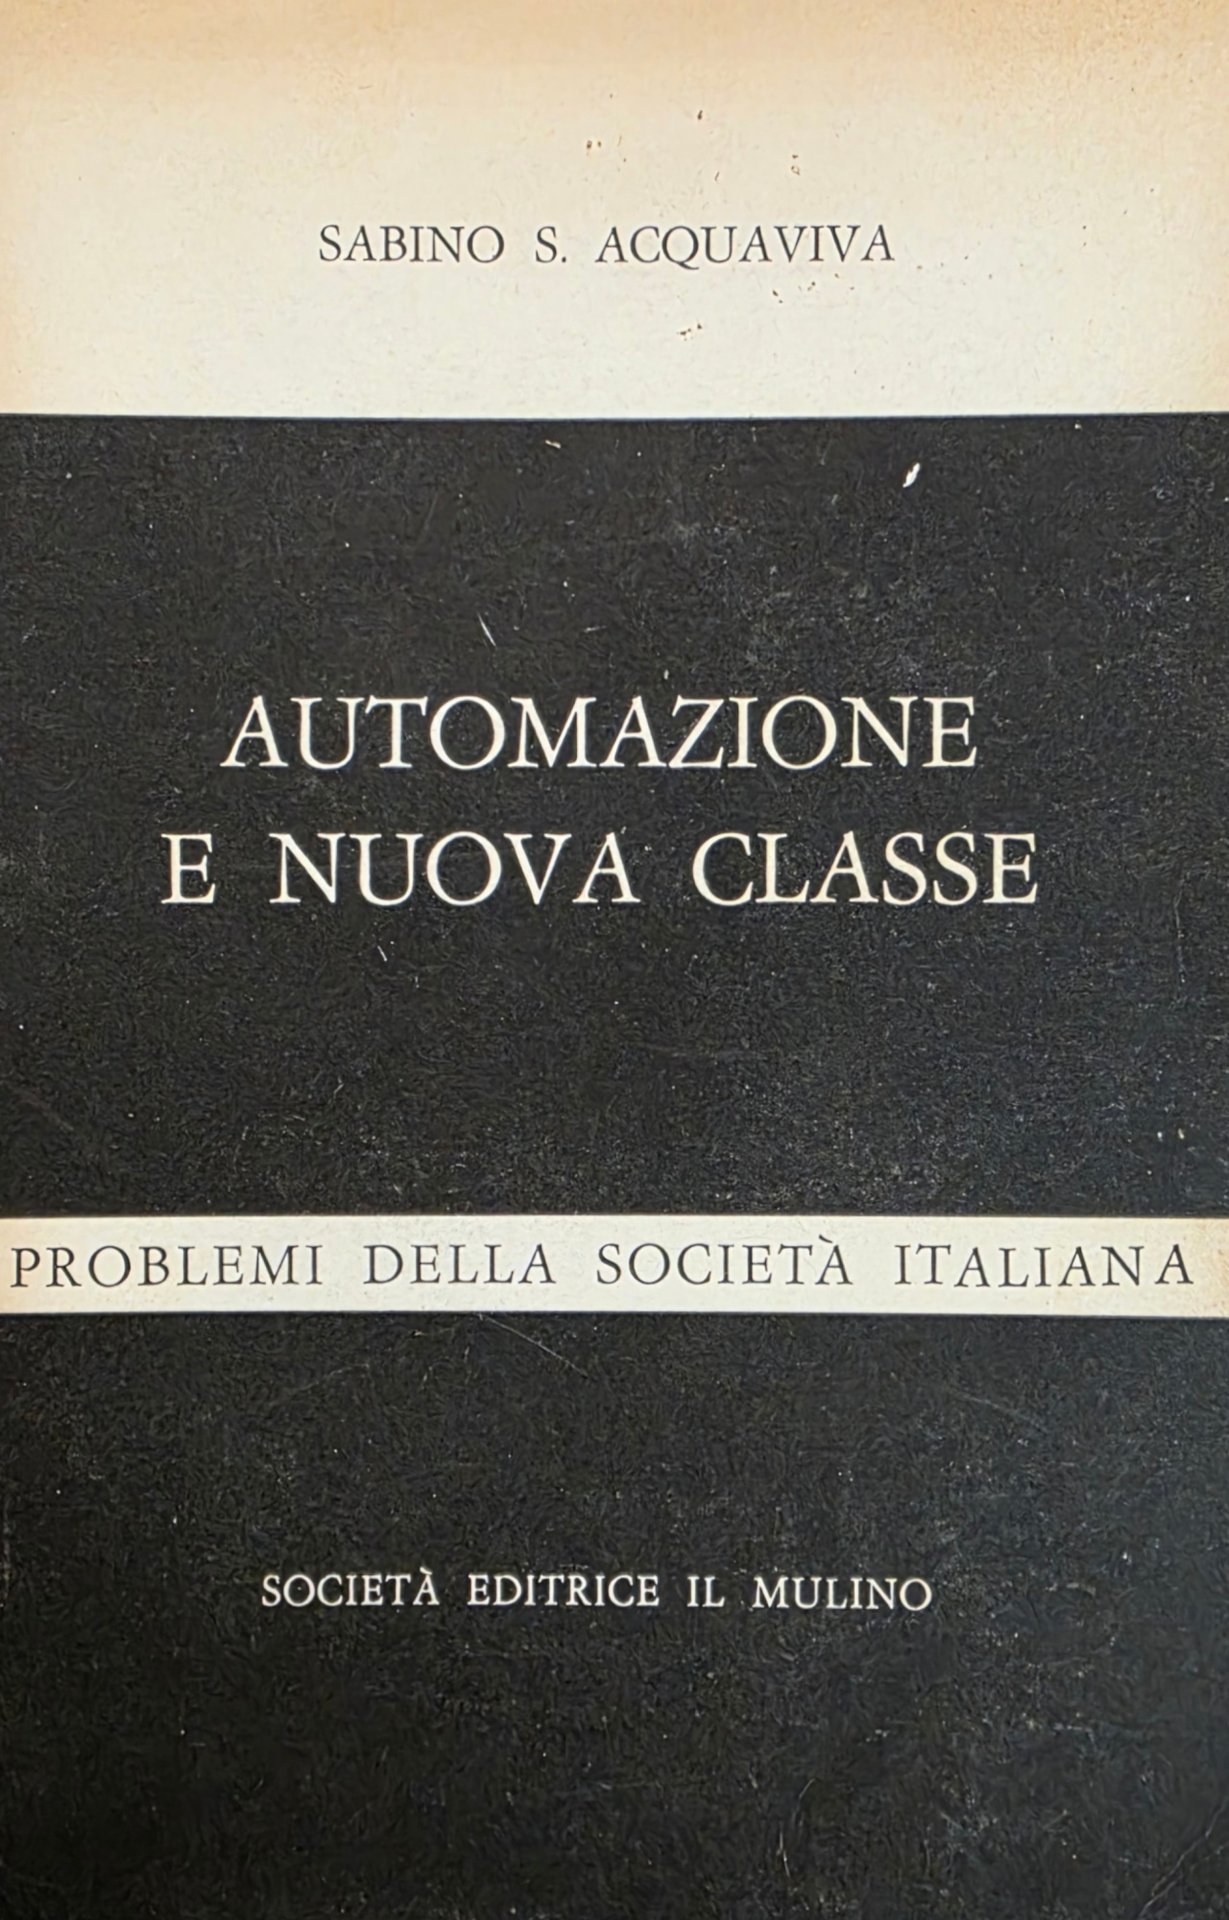 SABINO S. ACQUAVIVA
AUTOMAZIONE
E NUOVA CLASSE
PROBLEMI DELLA SOCIETÀ ITALIANA
SOCIETÀ EDITRICE IL MULINO